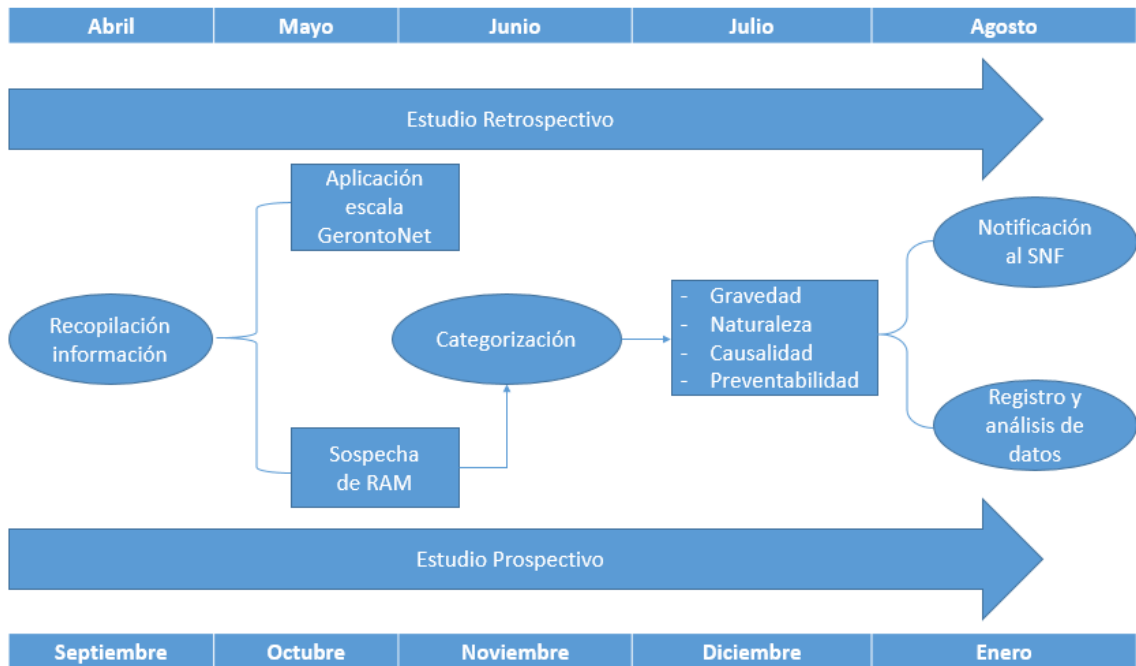 Abril Mayo Junio Julio Agosto
Estudio Retrospectivo
Aplicación
escala
GerontoNet
Notificación
al SNF
Recopilación
información
Categorización
- Gravedad
- Naturaleza
- Causalidad
- Preventabilidad
Sospecha
de RAM
Registro y
análisis de
datos
Estudio Prospectivo
Septiembre Octubre Noviembre Diciembre Enero